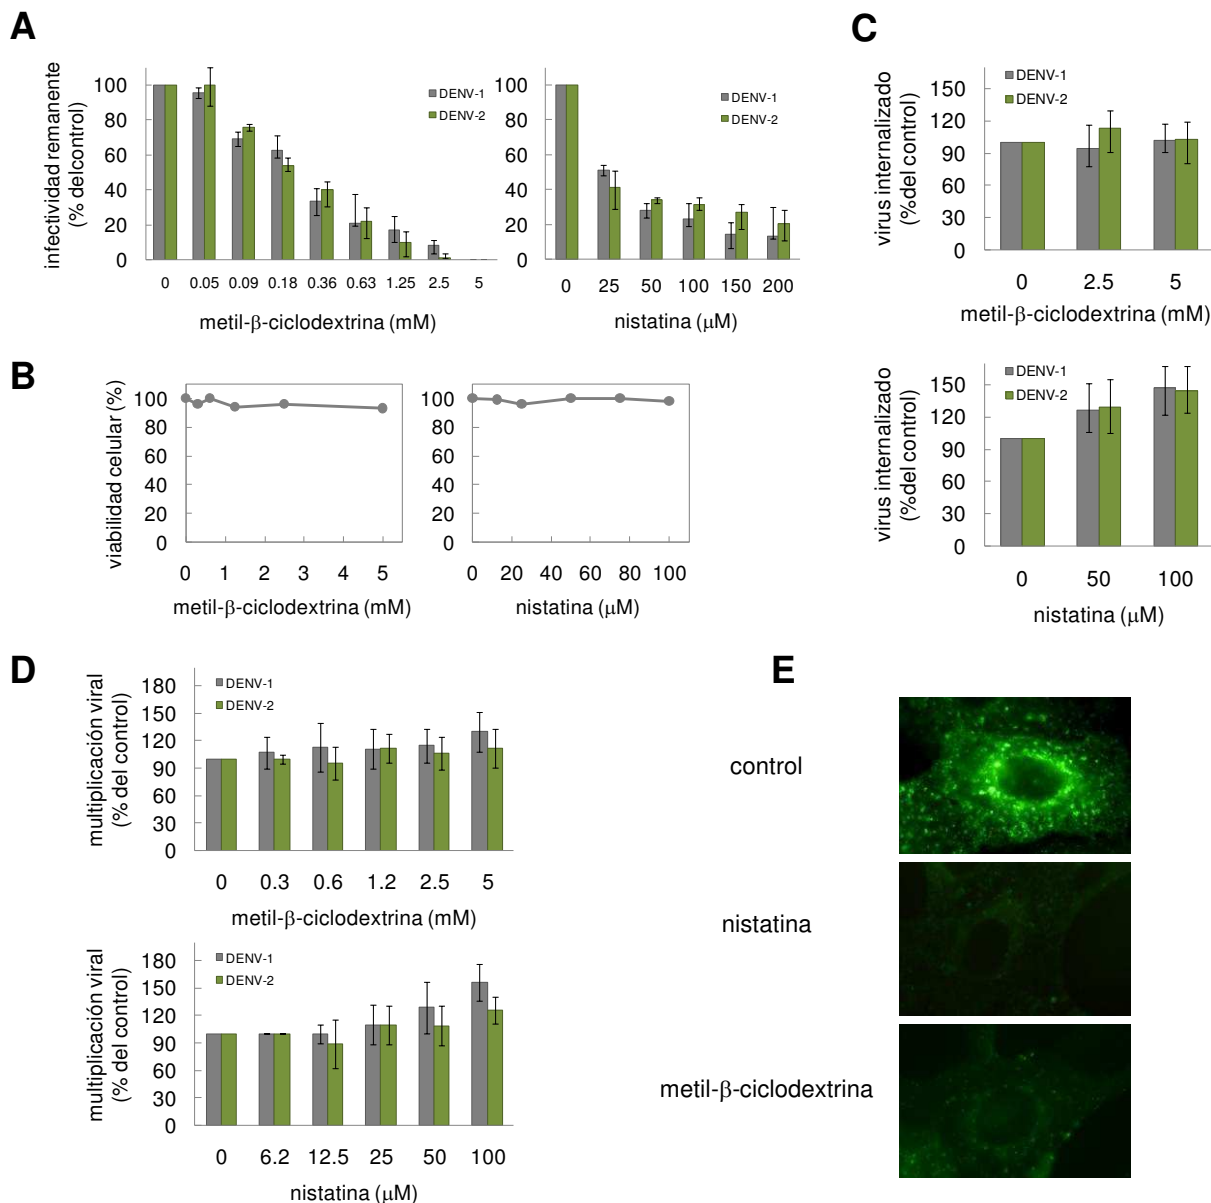 A
infectividad remanente
(% delcontrol)
100
80
60
40
20
0
DENV-1
DENV-2
0 0.05 0.09 0.18 0.36 0.63 1.25 2.5 5
metil-β-ciclodextrina (mM)
100
80
60
40
20
0
DENV-1
DENV-2
0 25 50 100 150 200
nistatina (μM)
B
viabilidad celular (%)
100
80
60
40
20
0
0 1 2 3 4 5
metil-β-ciclodextrina (mM)
100
80
60
40
20
0
0 20 40 60 80 100
nistatina (μM)
C
virus internalizado
(%del control)
150
120
90
60
30
0
DENV-1
DENV-2
0 2.5 5
metil-β-ciclodextrina (mM)
virus internalizado
(%del control)
150
120
90
60
30
0
DENV-1
DENV-2
0 50 100
nistatina (μM)
D
multiplicación viral
(% del control)
180
150
120
90
60
30
0
DENV-1
DENV-2
0 0.3 0.6 1.2 2.5 5
metil-β-ciclodextrina (mM)
multiplicación viral
(% del control)
180
150
120
90
60
30
0
DENV-1
DENV-2
0 6.2 12.5 25 50 100
nistatina (μM)
E
control
nistatina
metil-β-ciclodextrina